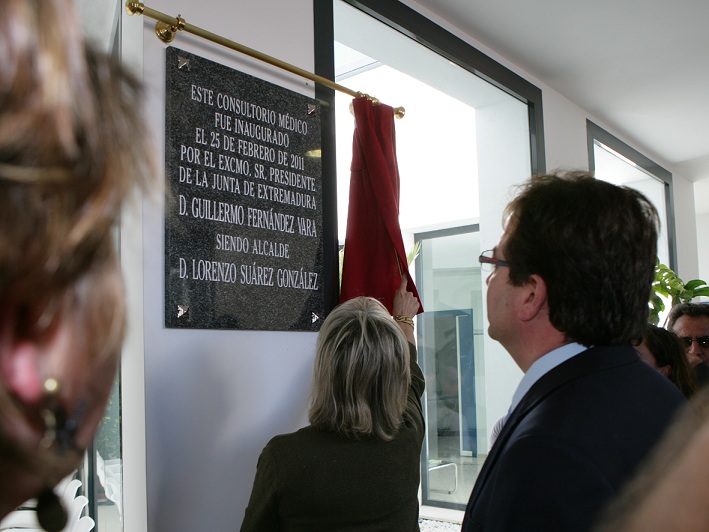 ESTE CONSULTORIO MÉDICO
FUE INAUGURADO
EL 25 DE FEBRERO DE 2011
POR EL EXCMO. SR. PRESIDENTE
DE LA JUNTA DE EXTREMADURA
D. GUILLERMO FERNÁNDEZ VARA
SIENDO ALCALDE
D. LORENZO SUÁREZ GONZÁLEZ